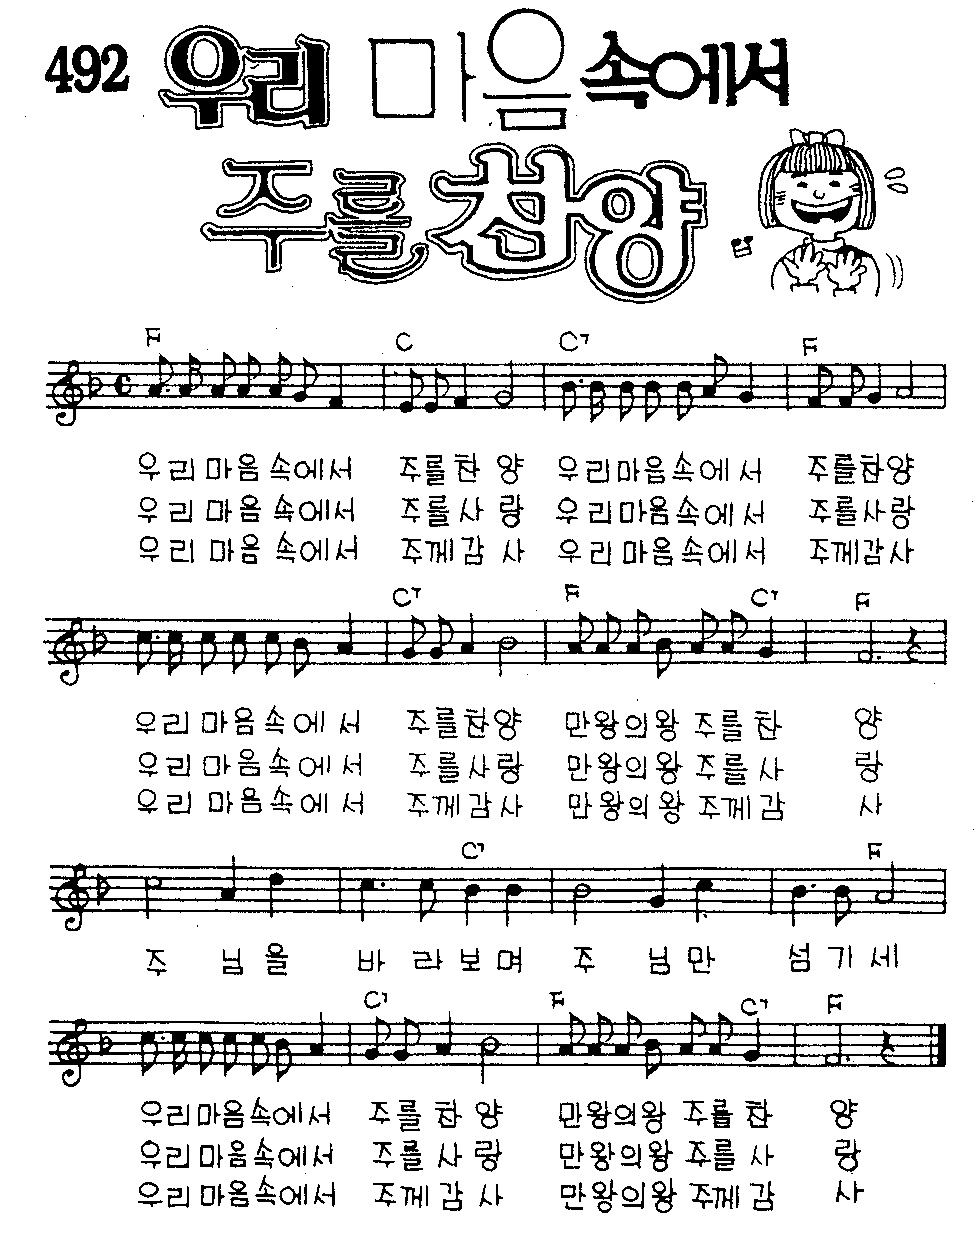 492 우리 마음속에서
주를 찬양
F C C7 F
우리 마음속에서 주를찬양 우리마음속에서 주를찬양
우리 마음속에서 주를사랑 우리마음속에서 주를사랑
우리 마음속에서 주께감사 우리마음속에서 주께감사
C7 F C7 F
우리 마음속에서 주를찬양 만왕의왕 주를찬 양
우리 마음속에서 주를사랑 만왕의왕 주를사 랑
우리 마음속에서 주께감사 만왕의왕 주께감 사
C7 F
주 님을 바라보며 주 님만 섬기세
C7 F C7 F
우리마음속에서 주를찬양 만왕의왕 주를찬 양
우리마음속에서 주를사랑 만왕의왕 주를사 랑
우리마음속에서 주께감사 만왕의왕 주께감 사